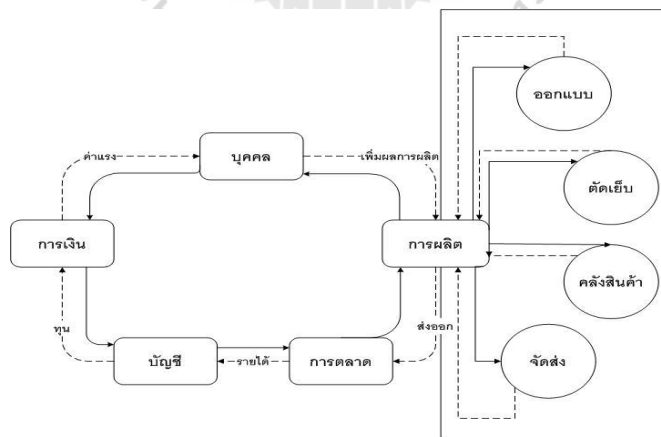 ออกแบบ
ค่าแรง
บุคคล
เพิ่มผลการผลิต
ตัดเย็บ
การเงิน
การผลิต
คลังสินค้า
ทุน
ส่งออก
บัญชี
รายได้
การตลาด
จัดส่ง